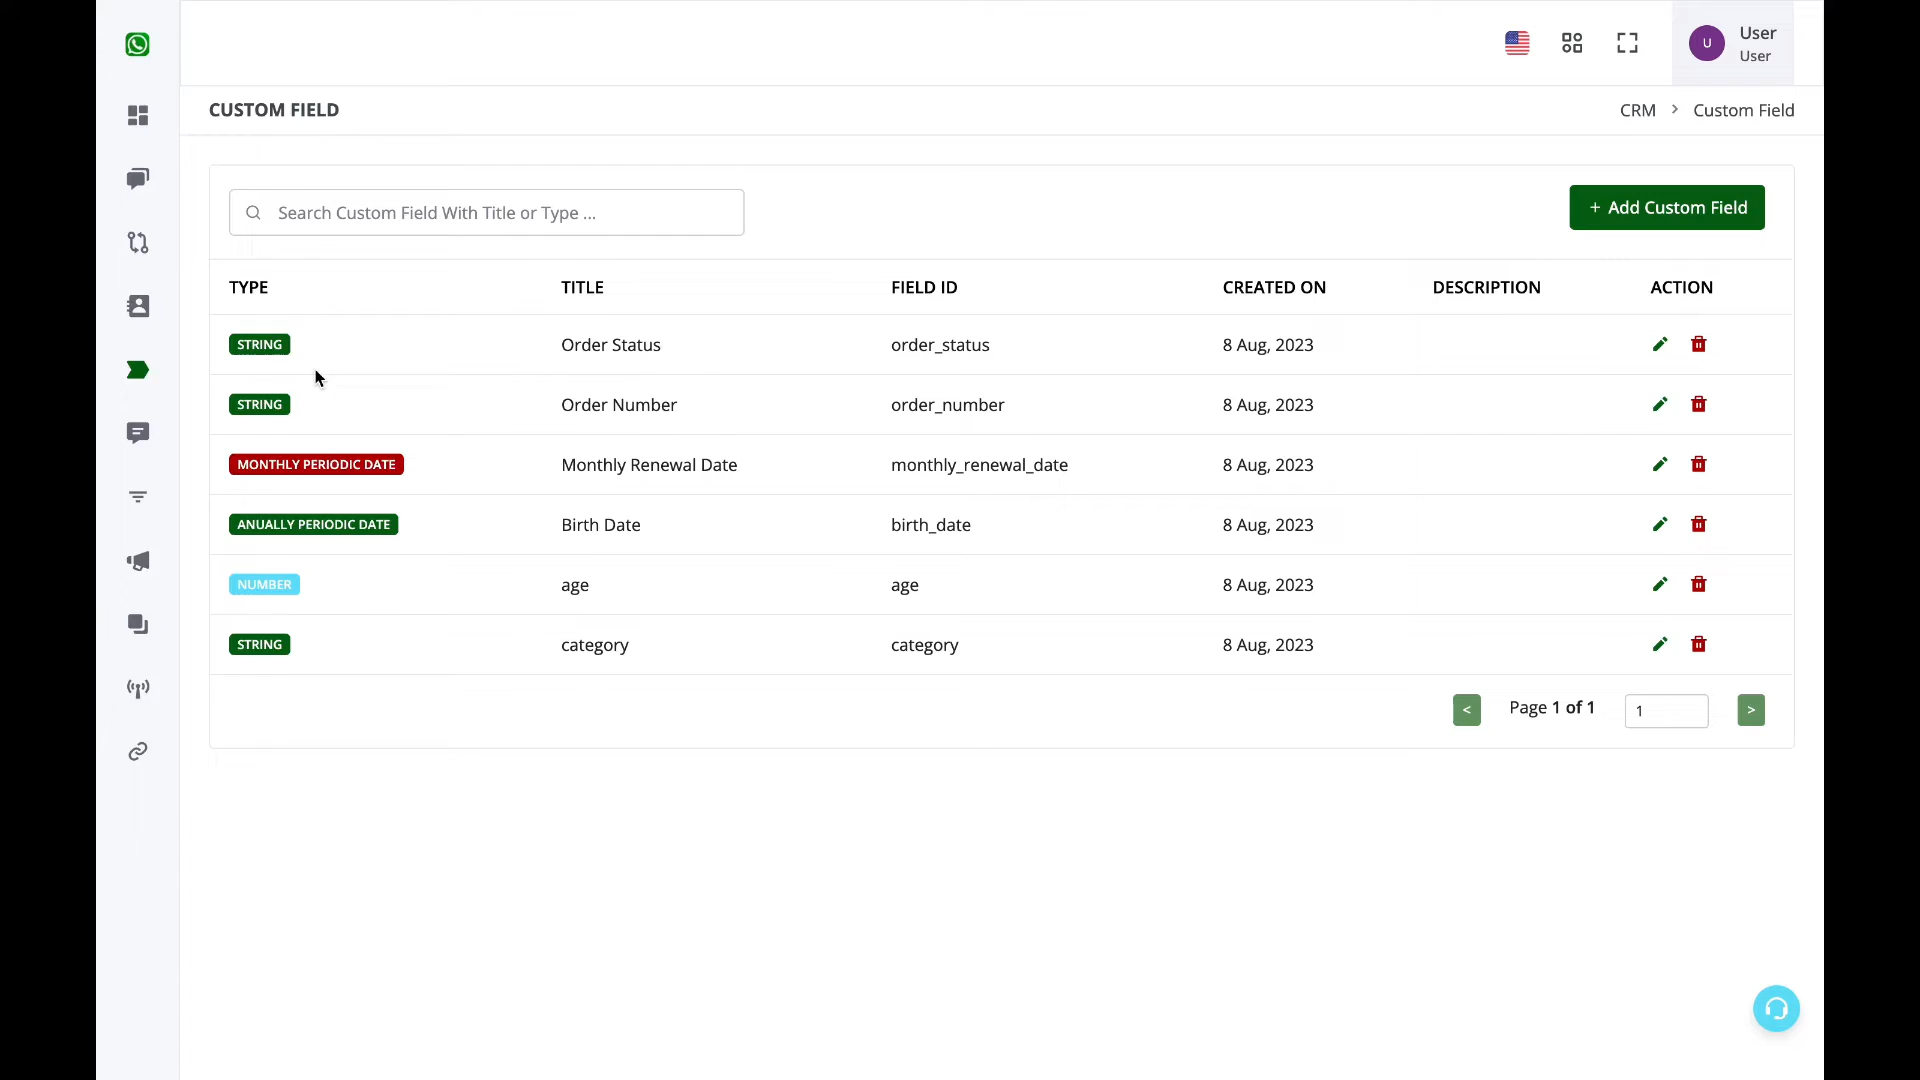 U
User
User
CUSTOM FIELD
CRM > Custom Field
Search Custom Field With Title or Type ...
+ Add Custom Field
TYPE TITLE FIELD ID CREATED ON DESCRIPTION ACTION
STRING Order Status order_status 8 Aug, 2023
STRING Order Number order_number 8 Aug, 2023
MONTHLY PERIODIC DATE Monthly Renewal Date monthly_renewal_date 8 Aug, 2023
ANUALLY PERIODIC DATE Birth Date birth_date 8 Aug, 2023
NUMBER age age 8 Aug, 2023
STRING category category 8 Aug, 2023
< Page 1 of 1 1 >